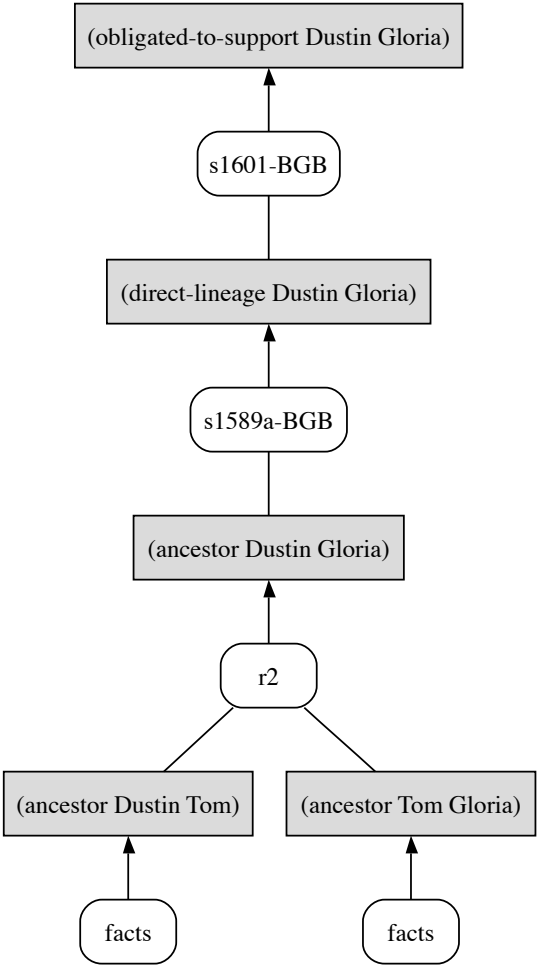 (obligated-to-support Dustin Gloria)
s1601-BGB
(direct-lineage Dustin Gloria)
s1589a-BGB
(ancestor Dustin Gloria)
r2
(ancestor Dustin Tom)
(ancestor Tom Gloria)
facts
facts